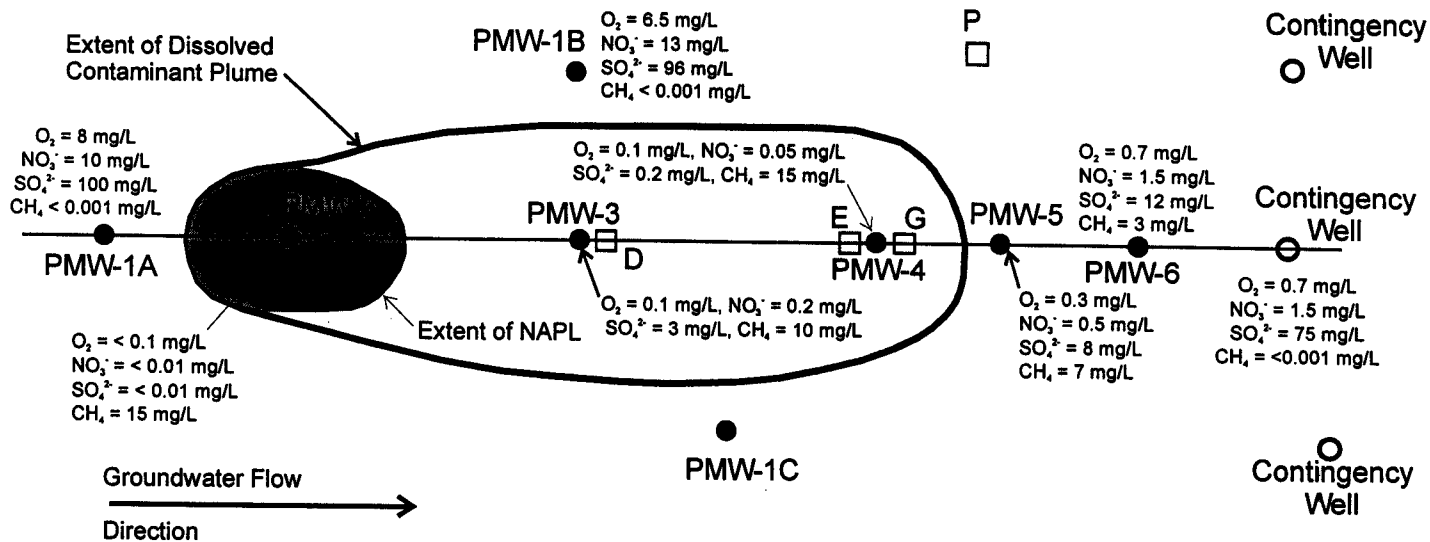 Extent of Dissolved
Contaminant Plume
PMW-1B
O₂ = 6.5 mg/L
NO₃⁻ = 13 mg/L
SO₄²⁻ = 96 mg/L
CH₄ < 0.001 mg/L
P
Contingency
Well
O₂ = 8 mg/L
NO₃⁻ = 10 mg/L
SO₄²⁻ = 100 mg/L
CH₄ < 0.001 mg/L
PMW-1A
O₂ = 0.1 mg/L, NO₃⁻ = 0.05 mg/L
SO₄²⁻ = 0.2 mg/L, CH₄ = 15 mg/L
O₂ = 0.7 mg/L
NO₃⁻ = 1.5 mg/L
SO₄²⁻ = 12 mg/L
CH₄ = 3 mg/L
PMW-3
D
E
G
PMW-4
PMW-5
PMW-6
Contingency
Well
O₂ = 0.1 mg/L, NO₃⁻ = 0.2 mg/L
SO₄²⁻ = 3 mg/L, CH₄ = 10 mg/L
Extent of NAPL
O₂ = < 0.1 mg/L
NO₃⁻ = < 0.01 mg/L
SO₄²⁻ = < 0.01 mg/L
CH₄ = 15 mg/L
O₂ = 0.3 mg/L
NO₃⁻ = 0.5 mg/L
SO₄²⁻ = 8 mg/L
CH₄ = 7 mg/L
O₂ = 0.7 mg/L
NO₃⁻ = 1.5 mg/L
SO₄²⁻ = 75 mg/L
CH₄ = <0.001 mg/L
PMW-1C
Contingency
Well
Groundwater Flow
Direction